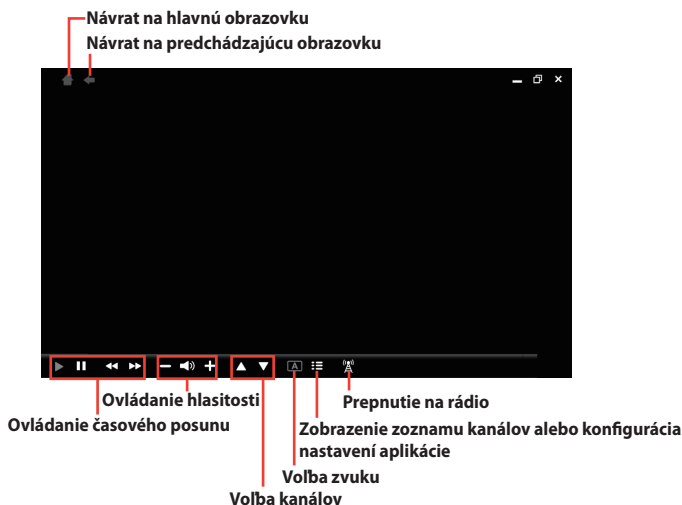 Návrat na hlavnú obrazovku
Návrat na predchádzajúcu obrazovku
A
Ovládanie hlasitosti
Prepnutie na rádio
Ovládanie časového posunu
Zobrazenie zoznamu kanálov alebo konfigurácia
nastavení aplikácie
Voľba zvuku
Voľba kanálov